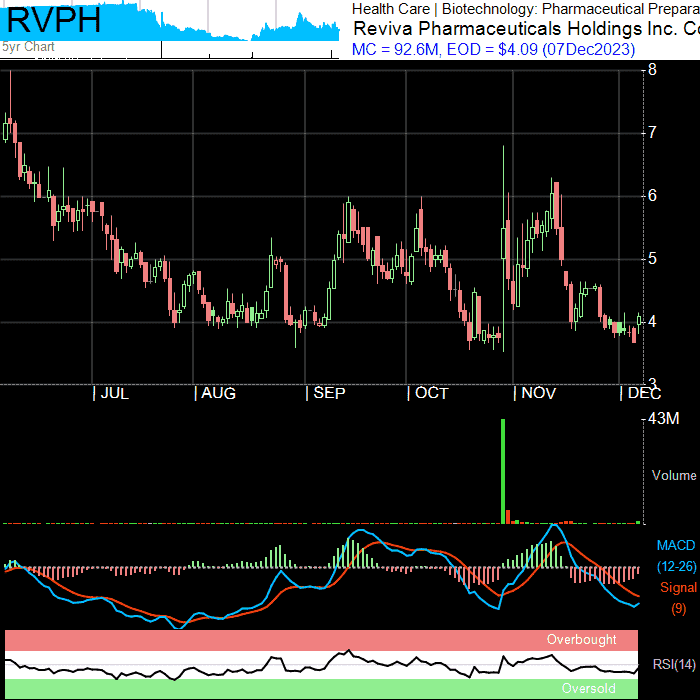 RVPH
5yr Chart
Health Care | Biotechnology: Pharmaceutical Prepara
Reviva Pharmaceuticals Holdings Inc. Co
MC = 92.6M, EOD = $4.09 (07Dec2023)
8
7
6
5
4
3
JUL AUG SEP OCT NOV DEC
43M
Volume
MACD
(12-26)
Signal
(9)
Overbought
RSI(14)
Oversold